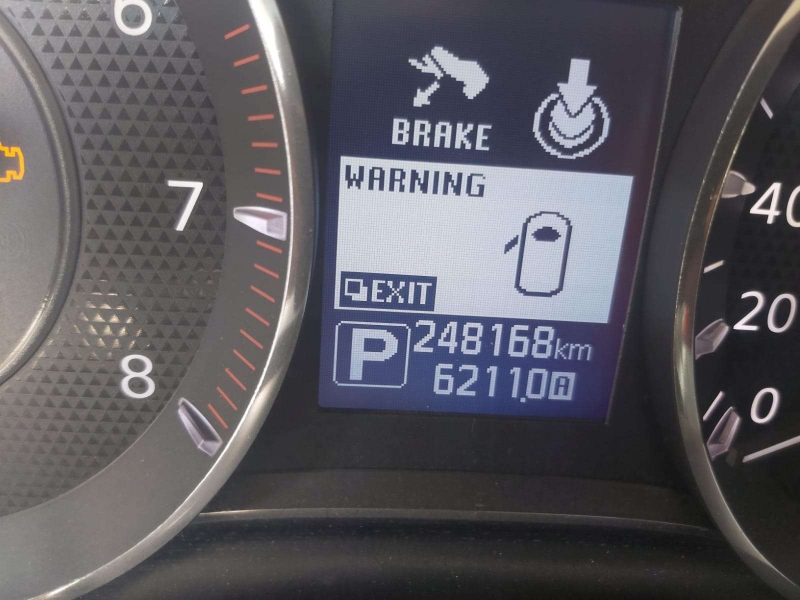 6
7
8
BRAKE
WARNING
EXIT
P
248168km
6211.0A
40
20
0